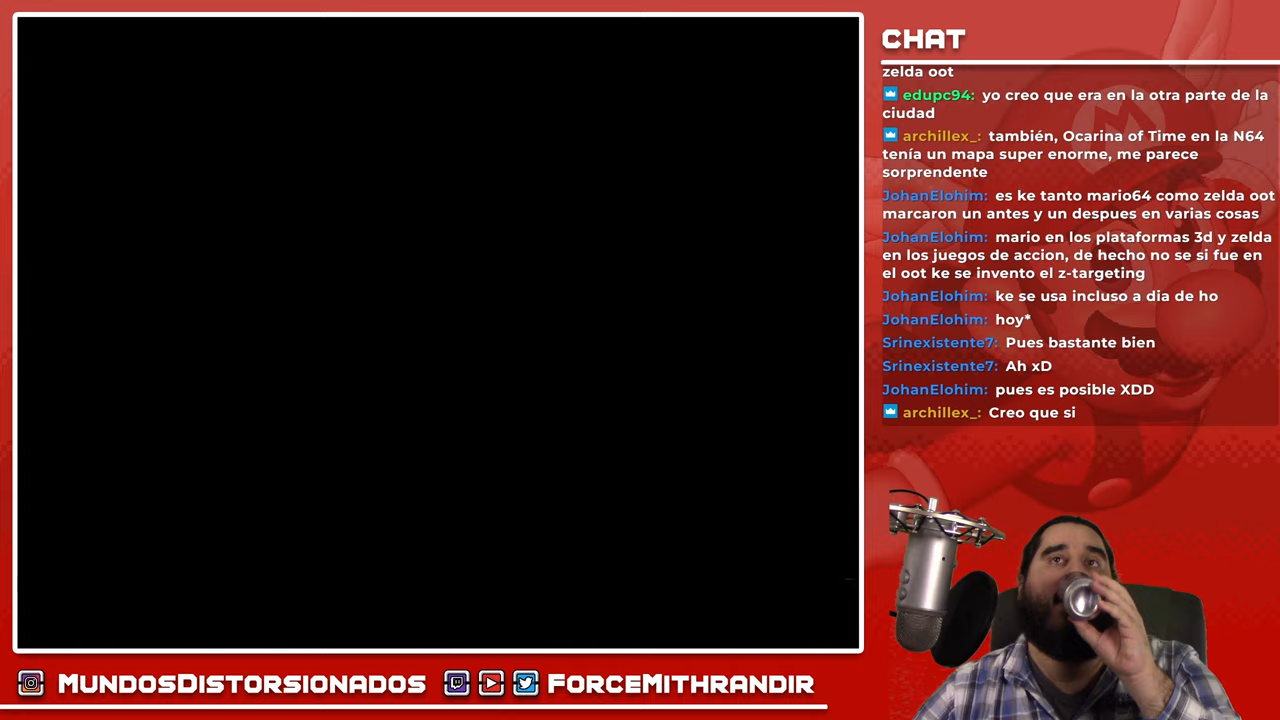 CHAT
zelda oot
edupc94: yo creo que era en la otra parte de la
ciudad
archillex_: también, Ocarina of Time en la N64
tenía un mapa super enorme, me parece
sorprendente
JohanElohim: es ke tanto mario64 como zelda oot
marcaron un antes y un despues en varias cosas
JohanElohim: mario en los plataformas 3d y zelda
en los juegos de accion, de hecho no se si fue en
el oot ke se invento el z-targeting
JohanElohim: ke se usa incluso a dia de ho
JohanElohim: hoy*
Srinexistente7: Pues bastante bien
Srinexistente7: Ah xD
JohanElohim: pues es posible XDD
archillex_: Creo que si
MUNDOSDISTORSIONADOS FORCEMITHRANDIR